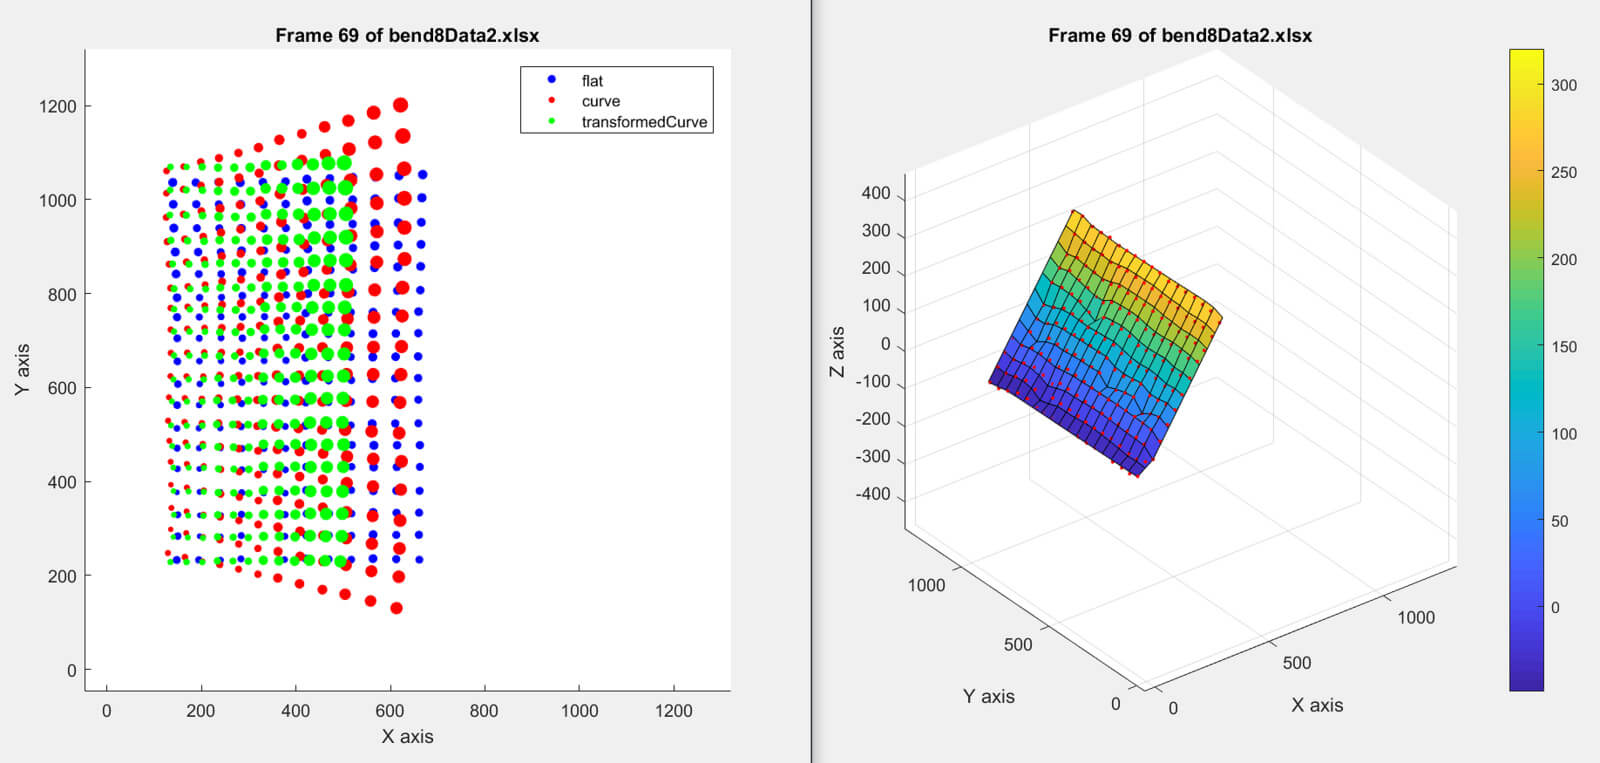 Frame 69 of bend8Data2.xlsx
flat
curve
transformedCurve
1200
1000
800
600
400
200
0
Y axis
0 200 400 600 800 1000 1200
X axis
Frame 69 of bend8Data2.xlsx
400
300
200
100
0
-100
-200
-300
-400
Z axis
1000
500
0
Y axis
0
500
1000
X axis
300
250
200
150
100
50
0